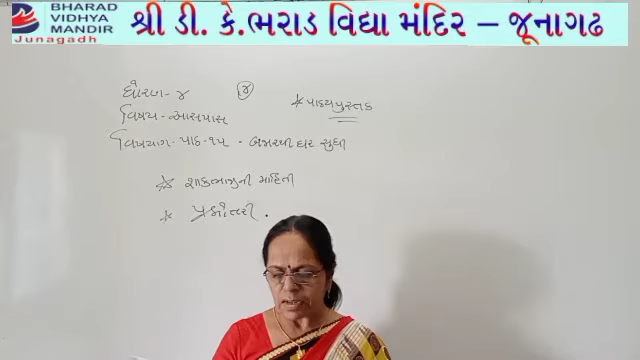 BHARAD
VIDHYA
MANDIR
Junagadh
શ્રી ડી. કે.ભરાડ વિદ્યા મંદિર – જૂનાગઢ
ધોરણ-૪
૪
* પાઠ્યપુસ્તક
વિષય-આસપાસ
વિષયાંગ-પાઠ-૧૫ - બજારથી ઘર સુધી
* શાકભાજીની માહિતી
* પ્રશ્નોત્તરી.